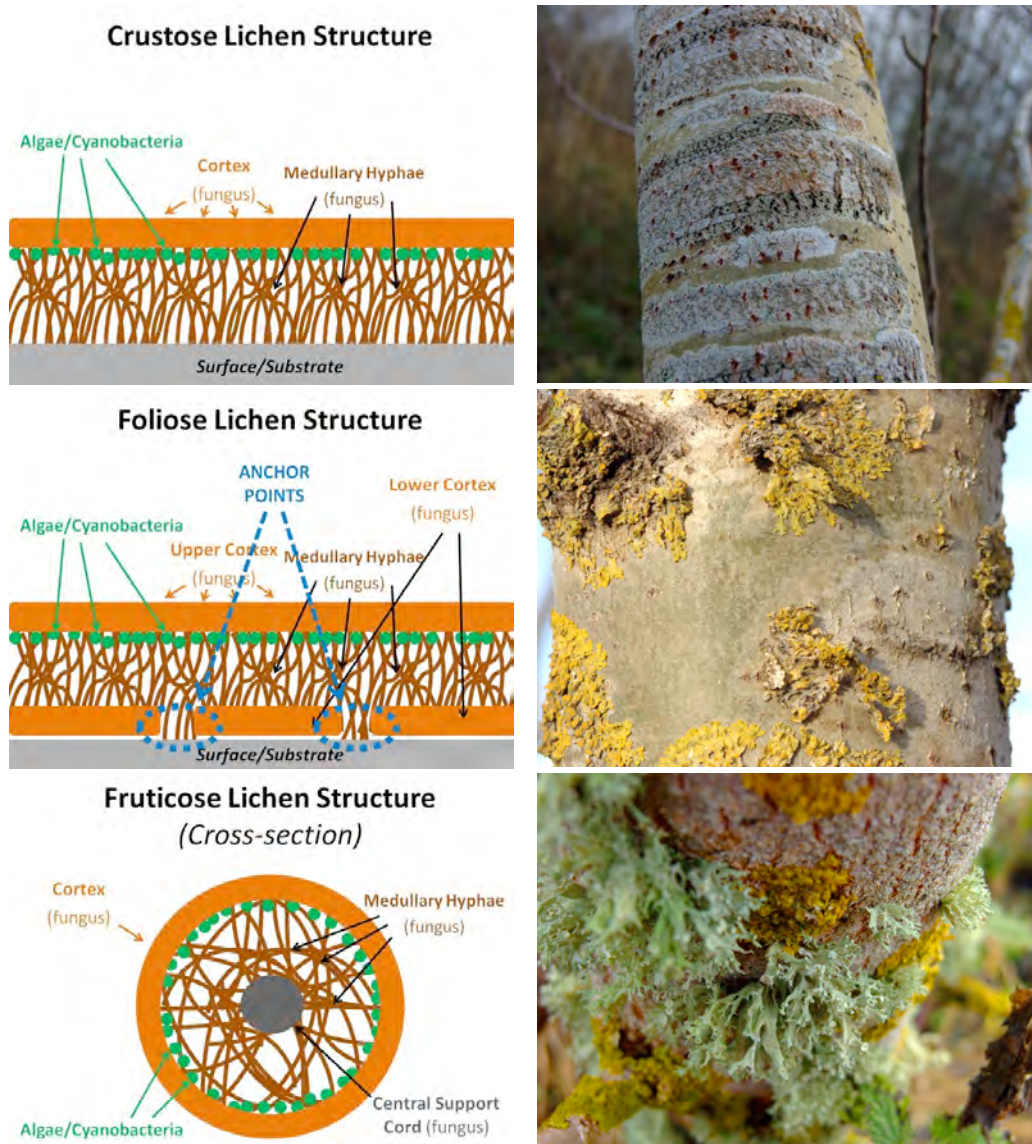 Crustose Lichen Structure
Algae/Cyanobacteria
Cortex
(fungus)
Medullary Hyphae
(fungus)
Surface/Substrate
Foliose Lichen Structure
ANCHOR
POINTS
Lower Cortex
(fungus)
Algae/Cyanobacteria
Upper Cortex
(fungus)
Medullary Hyphae
(fungus)
Surface/Substrate
Fruticose Lichen Structure
(Cross-section)
Cortex
(fungus)
Medullary Hyphae
(fungus)
Algae/Cyanobacteria
Central Support
Cord (fungus)